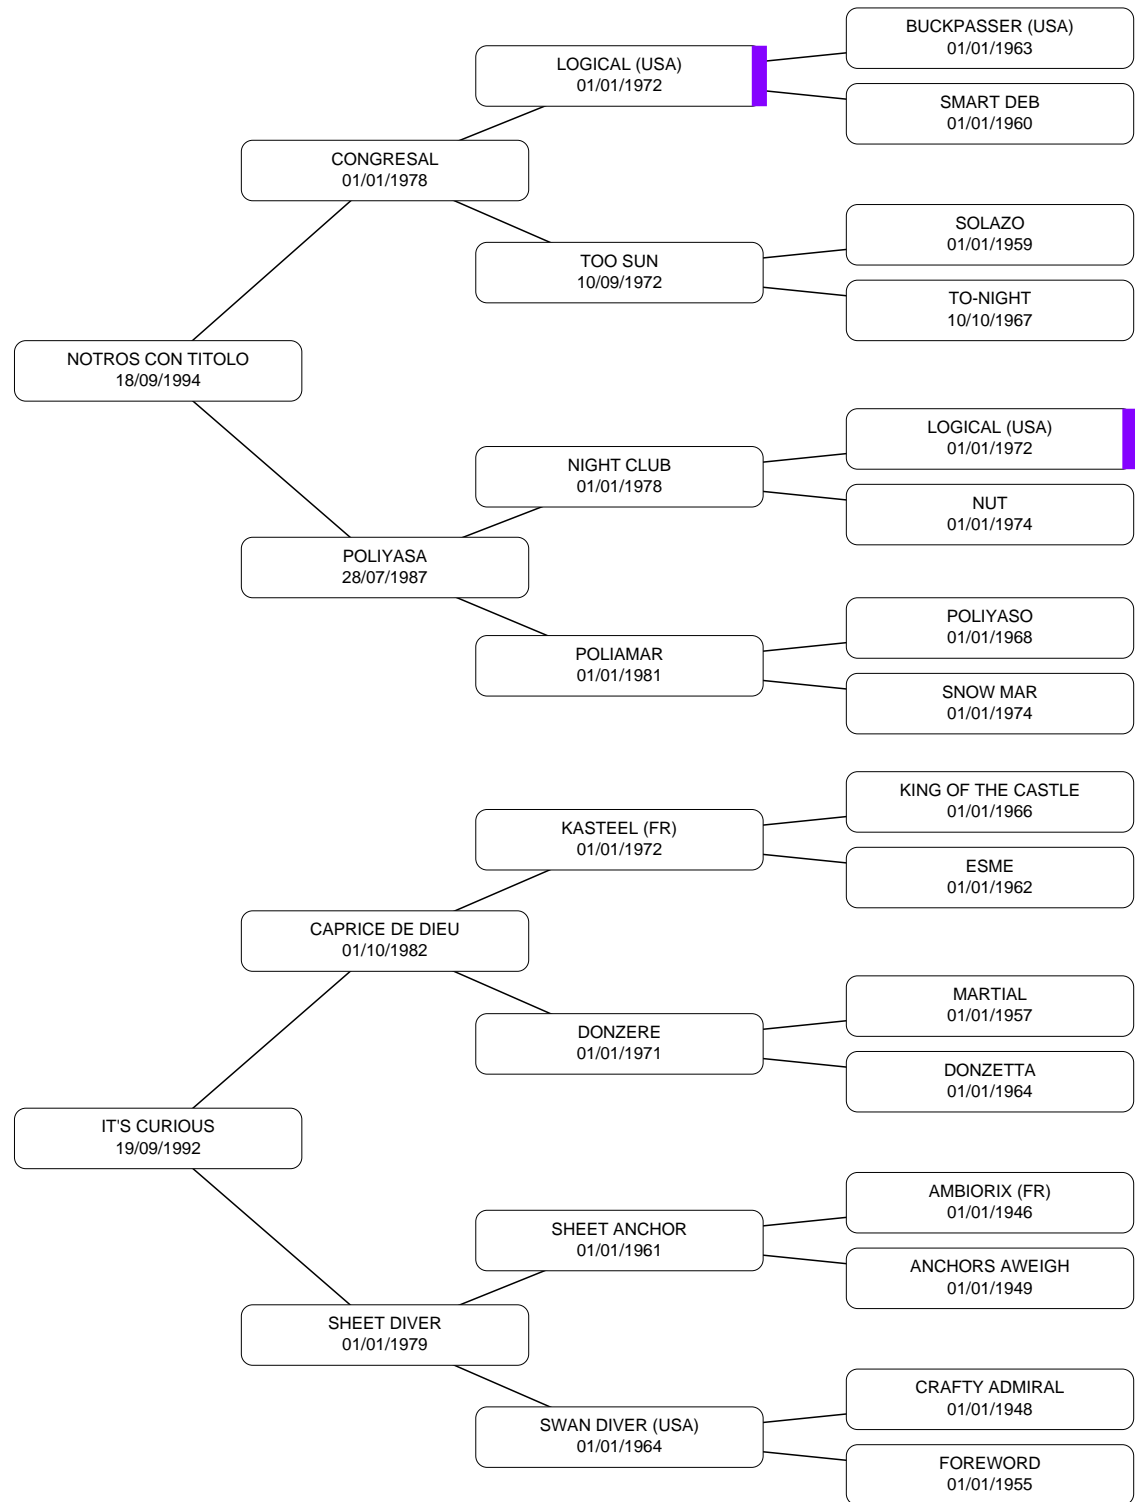 BUCKPASSER (USA)
01/01/1963
LOGICAL (USA)
01/01/1972
SMART DEB
01/01/1960
CONGRESAL
01/01/1978
SOLAZO
01/01/1959
TOO SUN
10/09/1972
TO-NIGHT
10/10/1967
NOTROS CON TITOLO
18/09/1994
LOGICAL (USA)
01/01/1972
NIGHT CLUB
01/01/1978
NUT
01/01/1974
POLIYASA
28/07/1987
POLIYASO
01/01/1968
POLIAMAR
01/01/1981
SNOW MAR
01/01/1974
KING OF THE CASTLE
01/01/1966
KASTEEL (FR)
01/01/1972
ESME
01/01/1962
CAPRICE DE DIEU
01/10/1982
MARTIAL
01/01/1957
DONZERE
01/01/1971
DONZETTA
01/01/1964
IT'S CURIOUS
19/09/1992
AMBIORIX (FR)
01/01/1946
SHEET ANCHOR
01/01/1961
ANCHORS AWEIGH
01/01/1949
SHEET DIVER
01/01/1979
CRAFTY ADMIRAL
01/01/1948
SWAN DIVER (USA)
01/01/1964
FOREWORD
01/01/1955